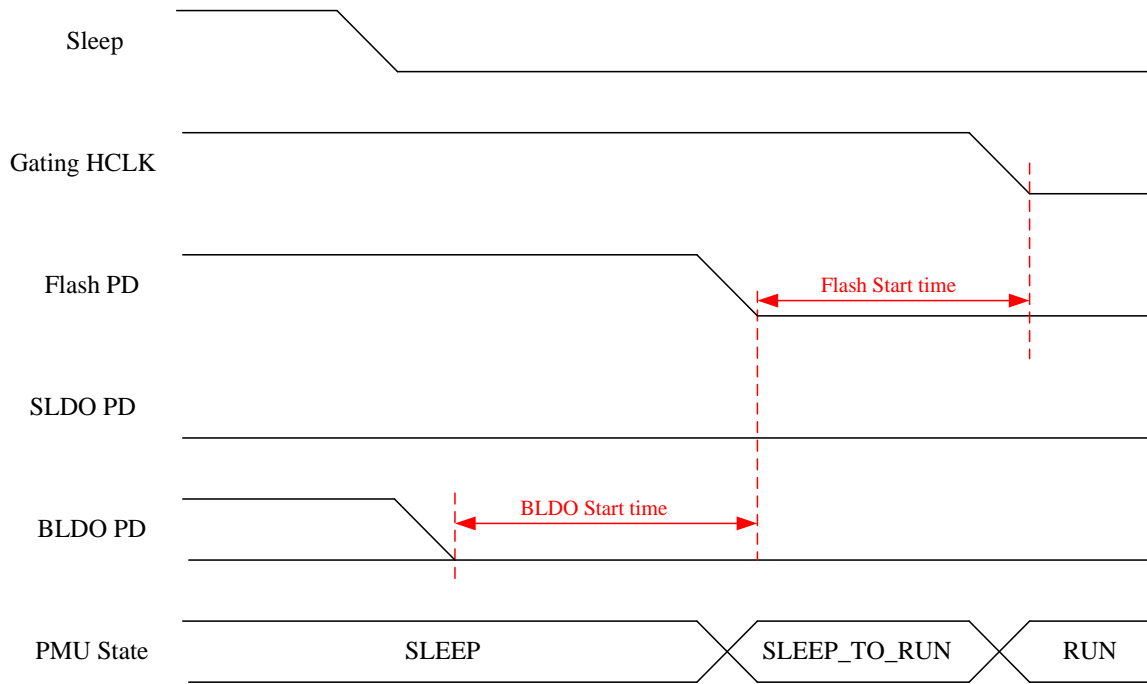 Sleep
Gating HCLK
Flash PD
Flash Start time
SLDO PD
BLDO PD
BLDO Start time
PMU State
SLEEP
SLEEP_TO_RUN
RUN